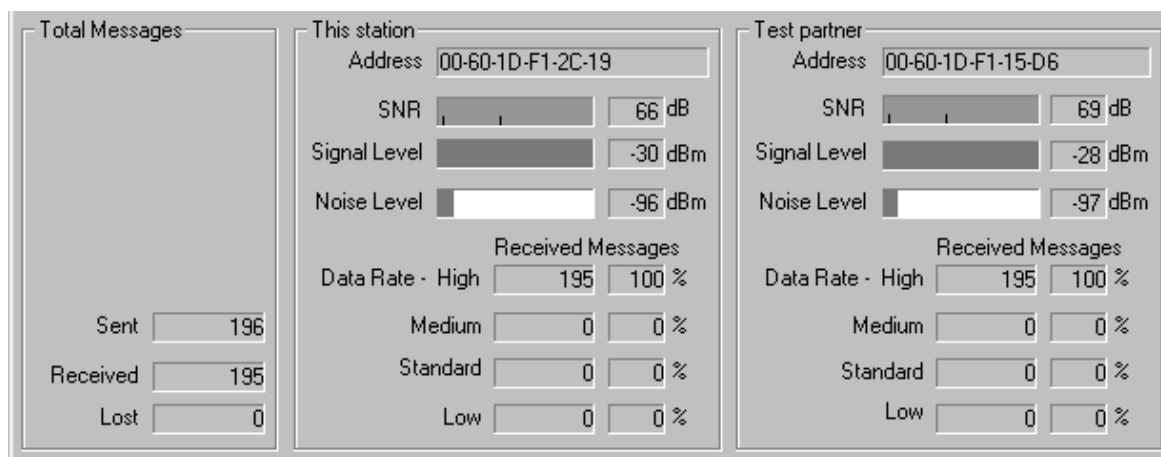 Total Messages
Sent 196
Received 195
Lost 0
This station
Address 00-60-1D-F1-2C-19
SNR 66 dB
Signal Level -30 dBm
Noise Level -96 dBm
Received Messages
Data Rate - High 195 100 %
Medium 0 0 %
Standard 0 0 %
Low 0 0 %
Test partner
Address 00-60-1D-F1-15-D6
SNR 69 dB
Signal Level -28 dBm
Noise Level -97 dBm
Received Messages
Data Rate - High 195 100 %
Medium 0 0 %
Standard 0 0 %
Low 0 0 %